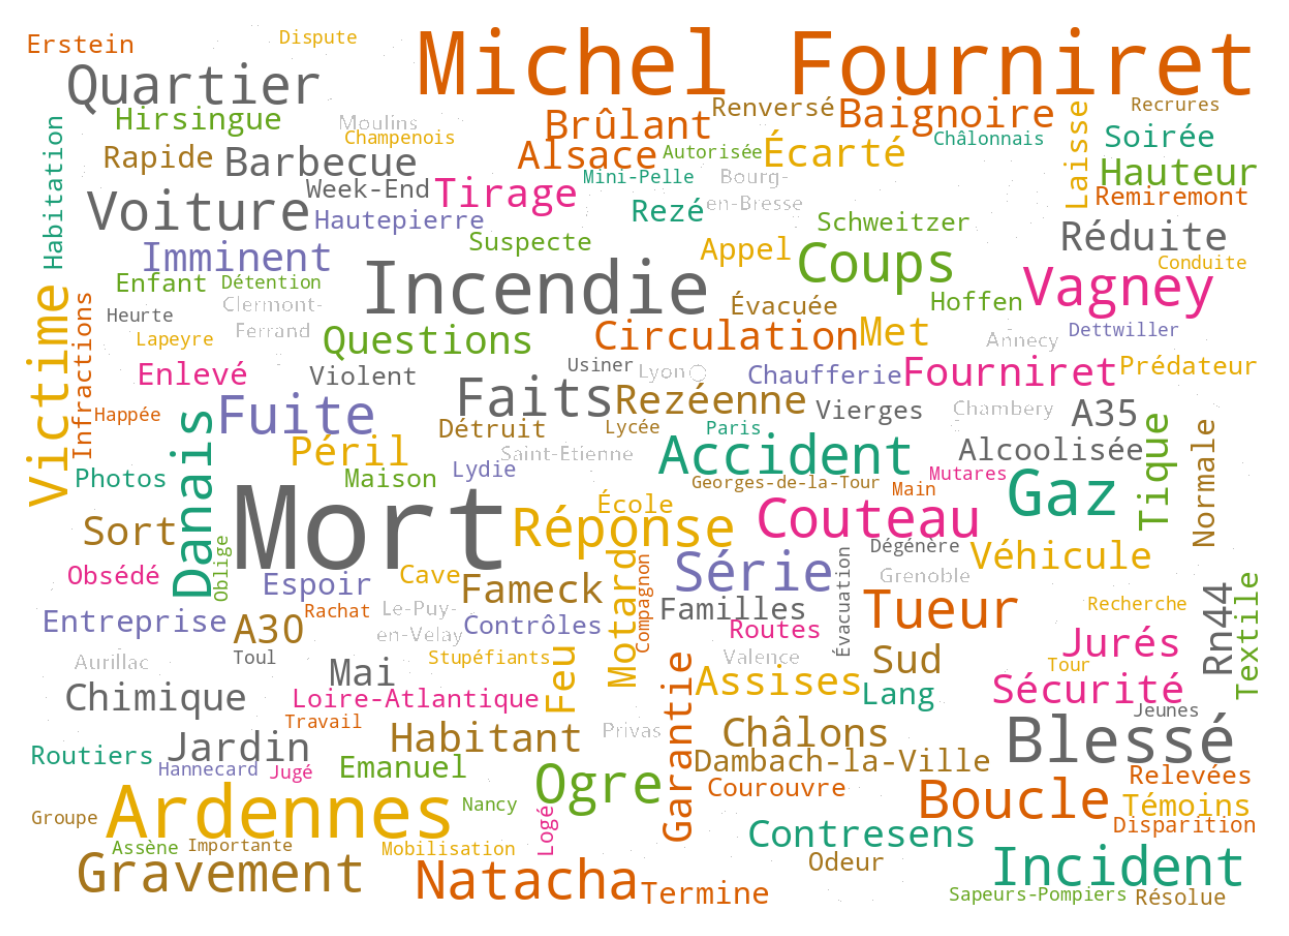 Erstein
Dispute
Michel Fourniret
Quartier
Hirsingue
Moulins
Champenois
Brûlant
Renversé
Baignoire
Recrures
Habitation
Rapide
Barbecue
Alsace
Autorisée
Écarté
Châlonnais
Laisse
Soirée
Hauteur
Week-End
Tirage
Mini-Pelle
Bourg-
en-Bresse
Remiremont
Voiture
Hautepierre
Rezé
Schweitzer
Réduite
Imminent
Suspecte
Appel
Coups
Conduite
Enfant
Détention
Incendie
Vagney
Victime
Infractions
Heurte
Clermont-
Ferrand
Évacuée
Hoffen
Lapeyre
Questions
Circulation
Met
Annecy
Dettwiller
Enlevé
Violent
Usiner
Lyon
Chaufferie
Fourniret
Prédateur
Happée
Fuite
Faits
Rezéenne
Vierges
Chambery
A35
Danais
Détruit
Lycée
Paris
Alcoolisée
Tique
Normale
Péril
Saint-Etienne
Accident
Photos
Maison
Lydie
Georges-de-la-Tour
Main
Mutares
Gaz
Mort
École
Sort
Réponse
Couteau
Oblige
Dégénère
Véhicule
Obsédé
Espoir
Cave
Fameck
Motard
Compagnon
Série
Évacuation
Grenoble
Entreprise
A30
Rachat
Le-Puy-
en-Velay
Contrôles
Familles
Tueur
Recherche
Rn44
Textile
Routes
Jurés
Aurillac
Toul
Mai
Stupéfiants
Feu
Valence
Sud
Tour
Chimique
Loire-Atlantique
Garantie
Assises
Lang
Sécurité
Travail
Jeunes
Routiers
Jardin
Habitant
Privas
Châlons
Blessé
Hannecard
Jugé
Emanuel
Ogre
Dambach-la-Ville
Relevées
Courouvre
Groupe
Ardennes
Nancy
Logé
Boucle
Témoins
Assène
Importante
Mobilisation
Contresens
Disparition
Gravement
Natacha
Termine
Odeur
Incident
Sapeurs-Pompiers
Résolue